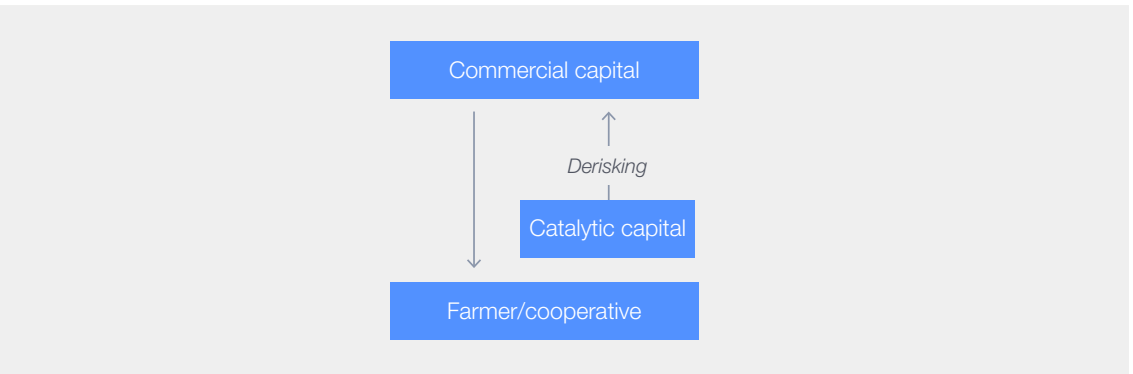 Commercial capital
Derisking
Catalytic capital
Farmer/cooperative